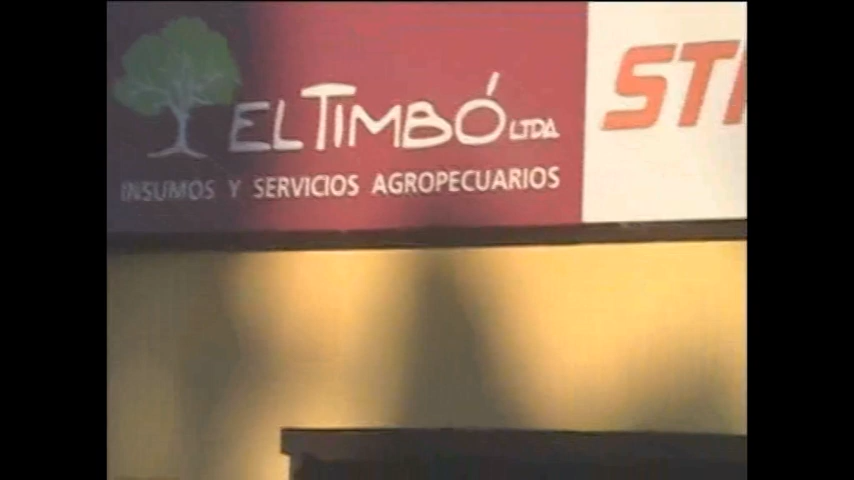 EL TIMBÓ LTDA.
INSUMOS Y SERVICIOS AGROPECUARIOS